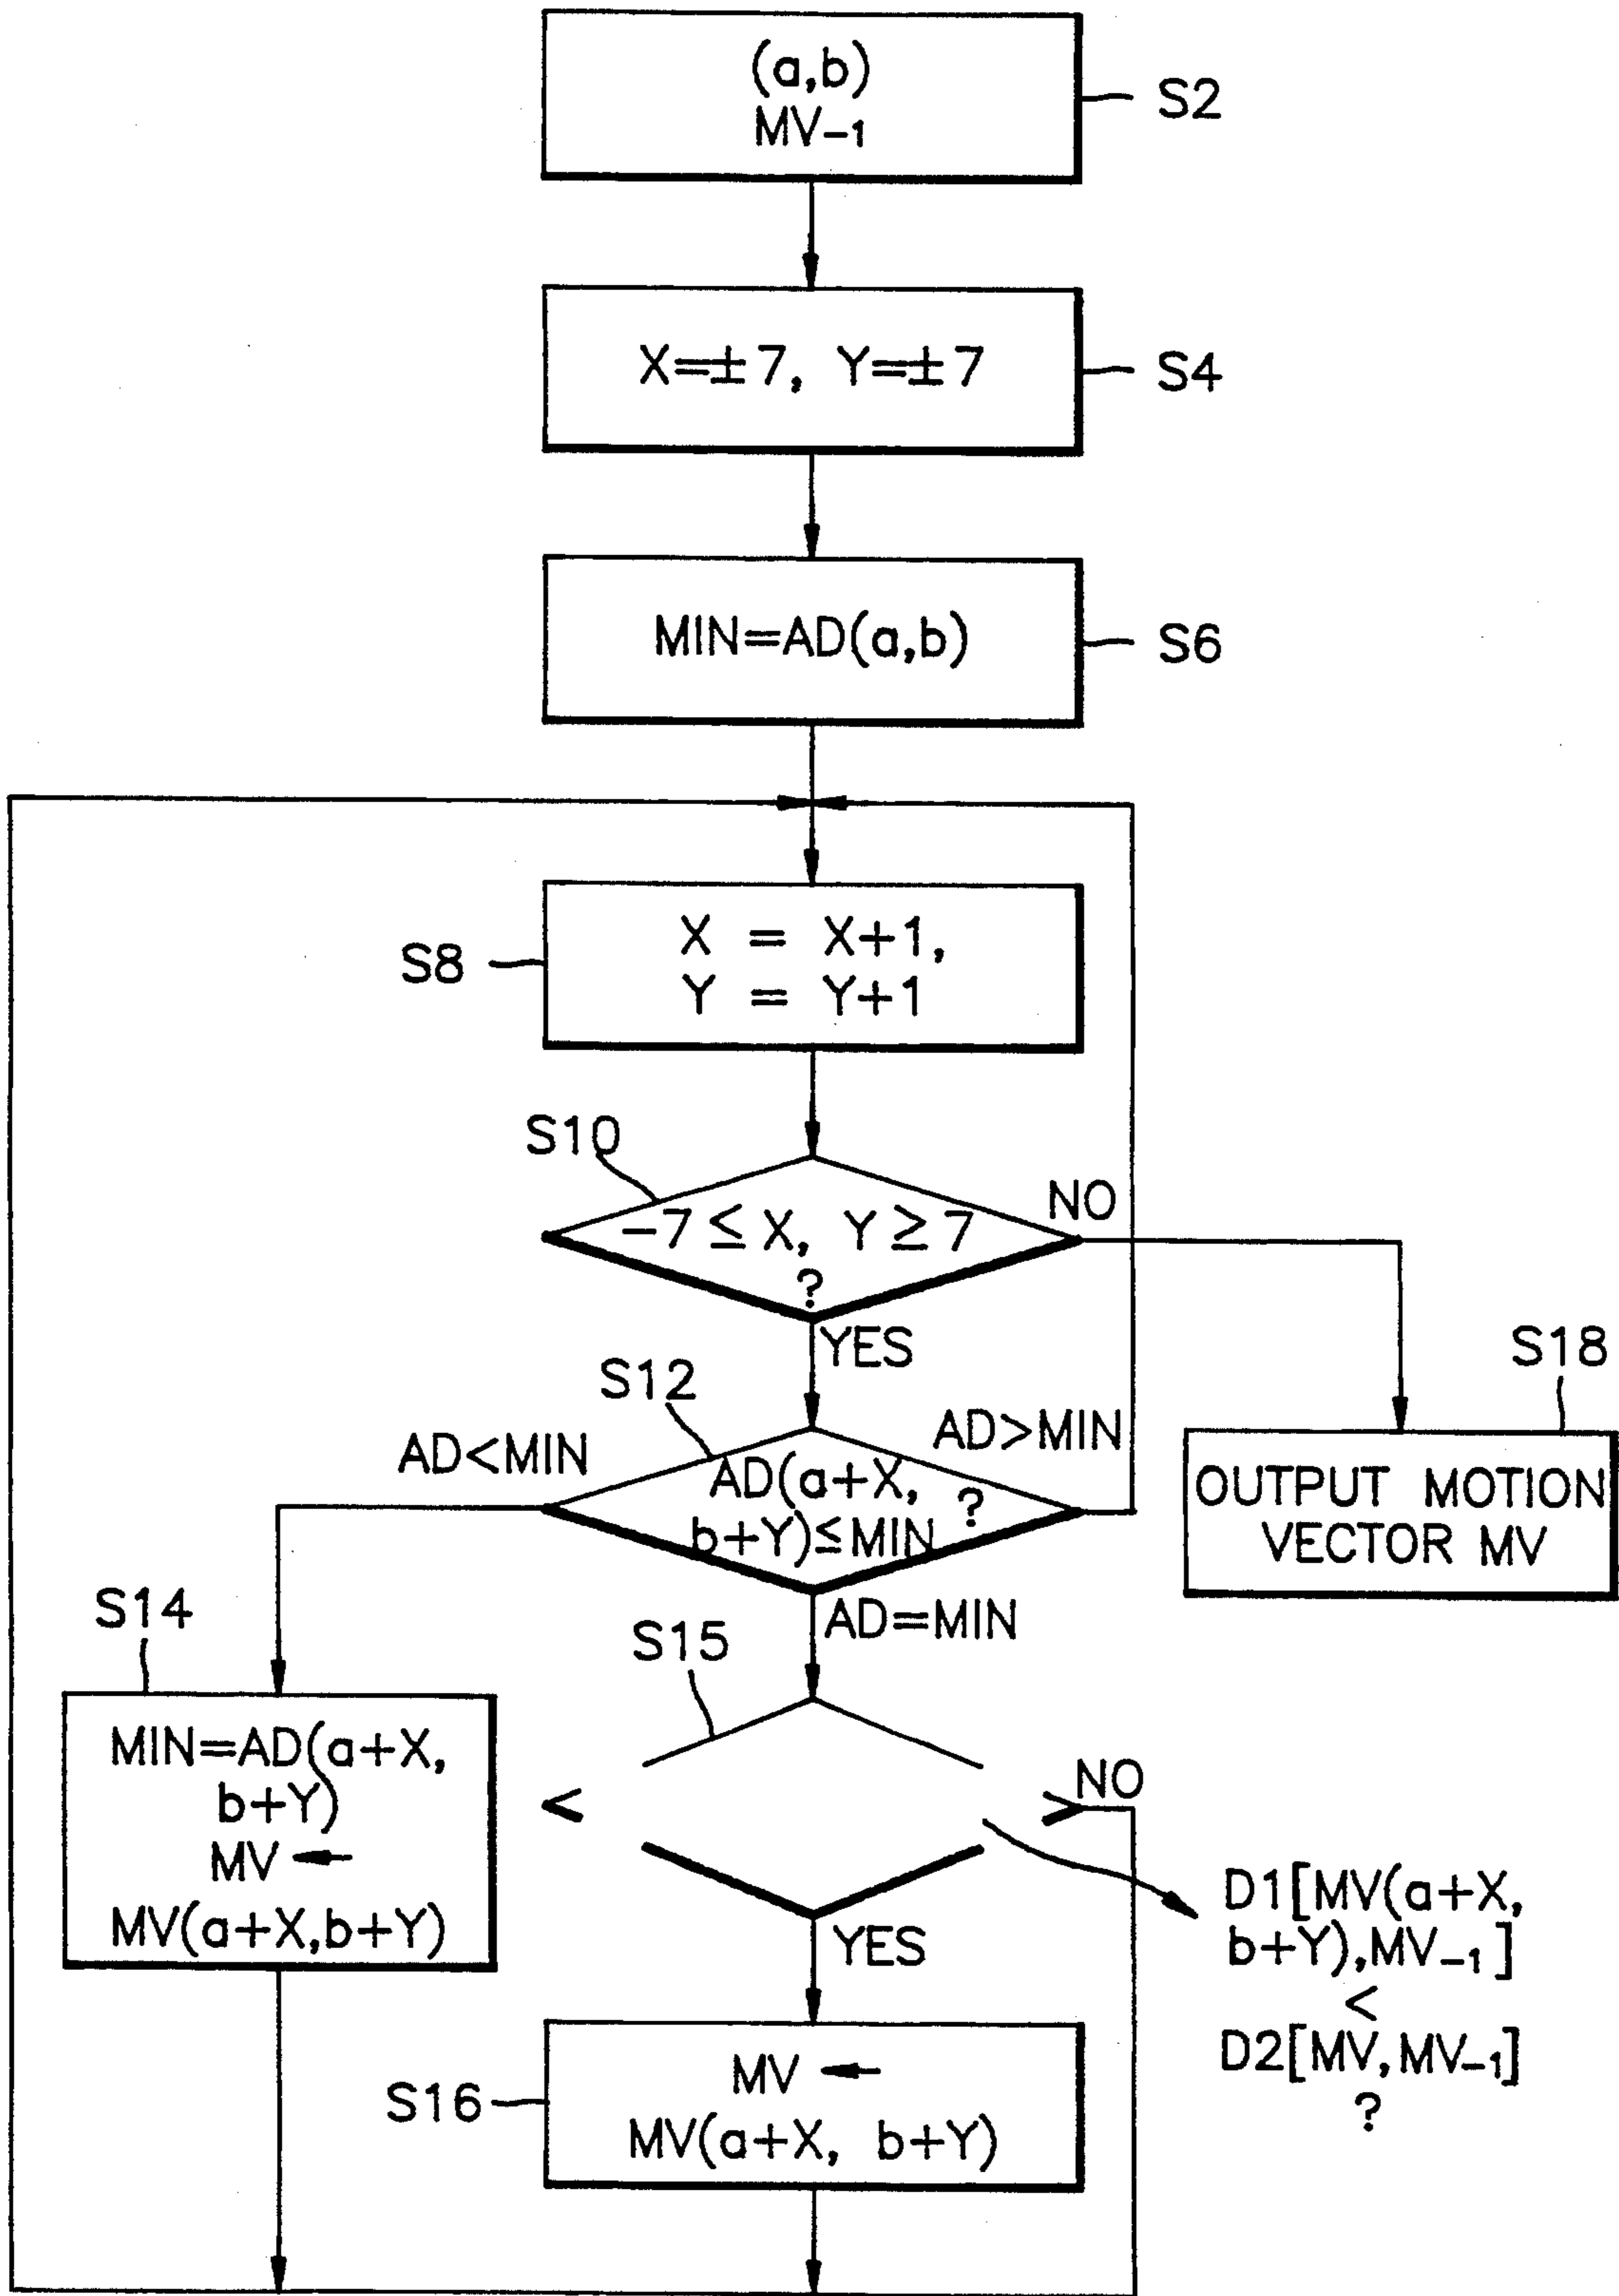 (a,b)
MV-1
S2
X=±7, Y=±7
S4
MIN=AD(a,b)
S6
S8
X = X+1,
Y = Y+1
S10
-7 ≤ X, Y ≥ 7
?
NO
YES
S12
AD<MIN
AD>MIN
AD(a+X,
b+Y)≤MIN
?
S18
OUTPUT MOTION
VECTOR MV
AD=MIN
S14
MIN=AD(a+X,
b+Y)
MV ←
MV(a+X,b+Y)
S15
NO
YES
D1[MV(a+X,
b+Y),MV-1]
<
D2[MV,MV-1]
?
S16
MV ←
MV(a+X, b+Y)